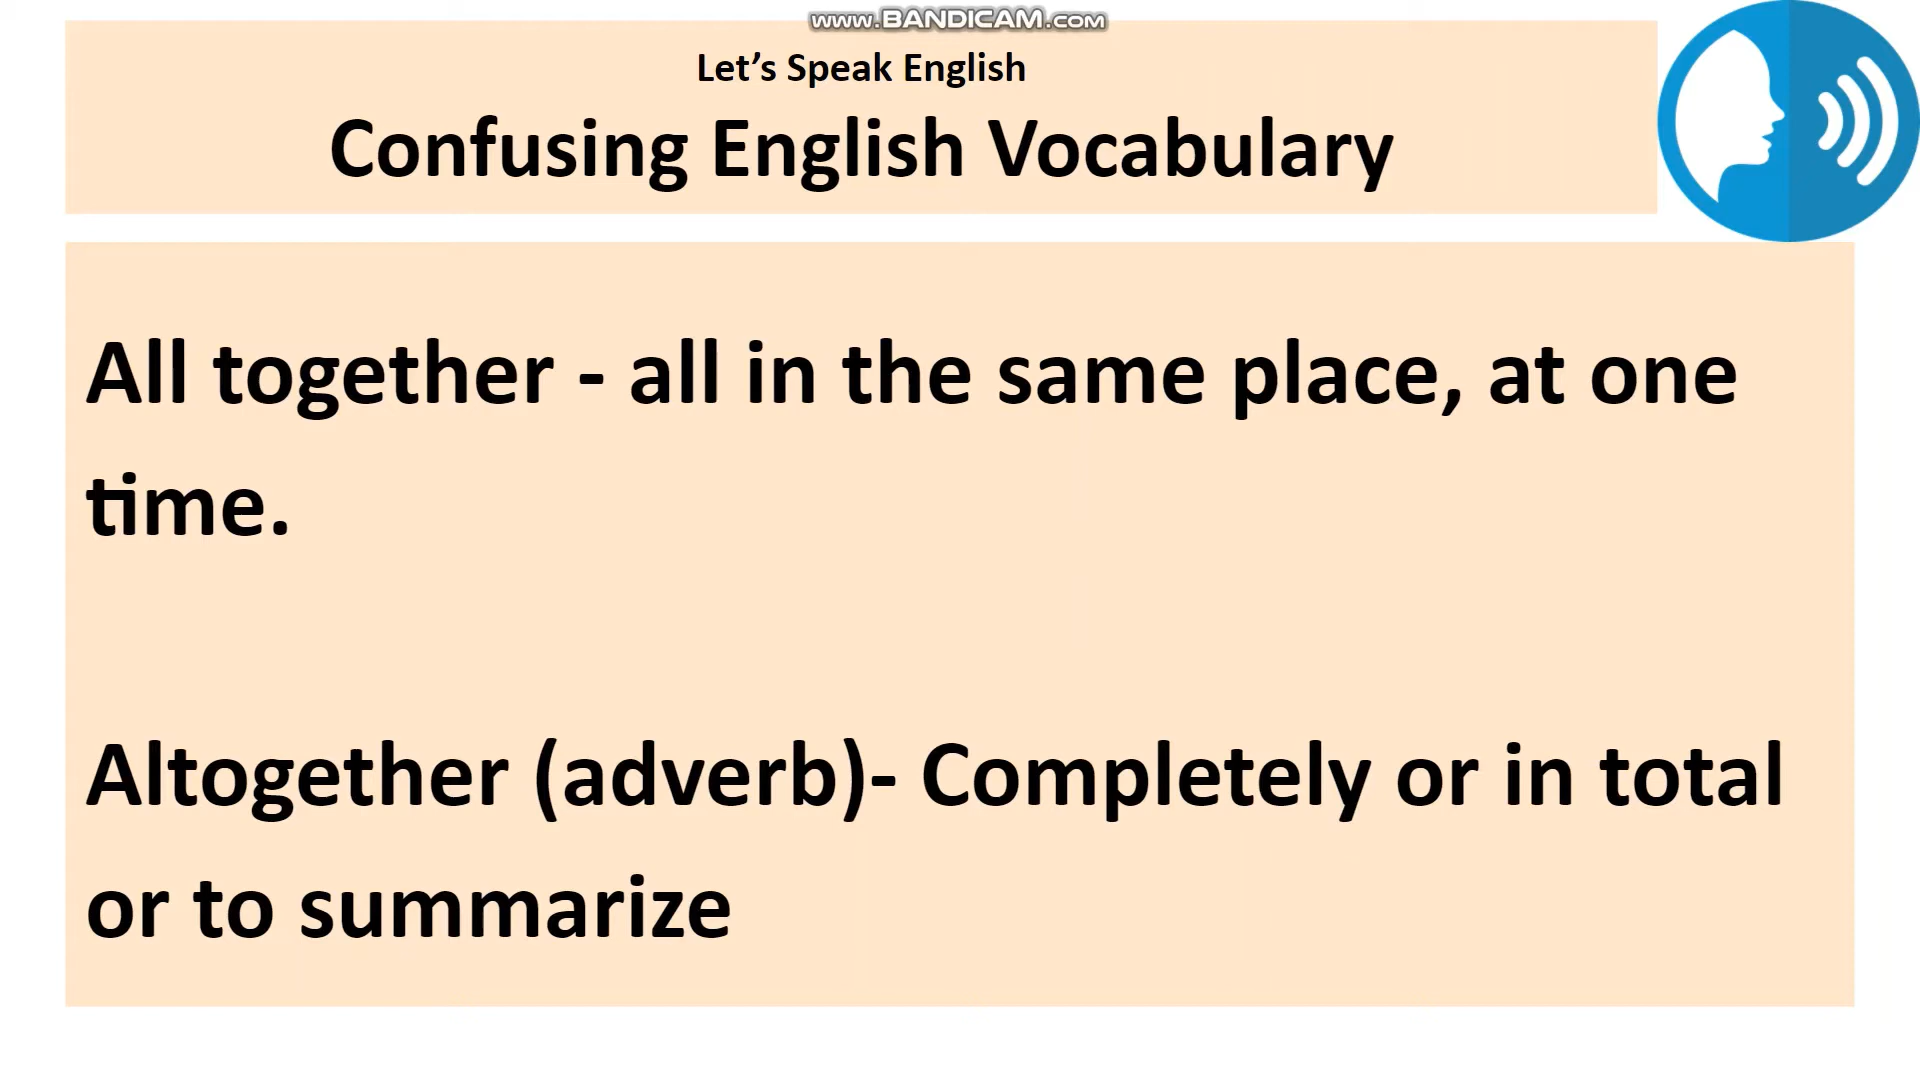 www.BANDICAM.com
Let’s Speak English
Confusing English Vocabulary
All together - all in the same place, at one
time.
Altogether (adverb)- Completely or in total
or to summarize